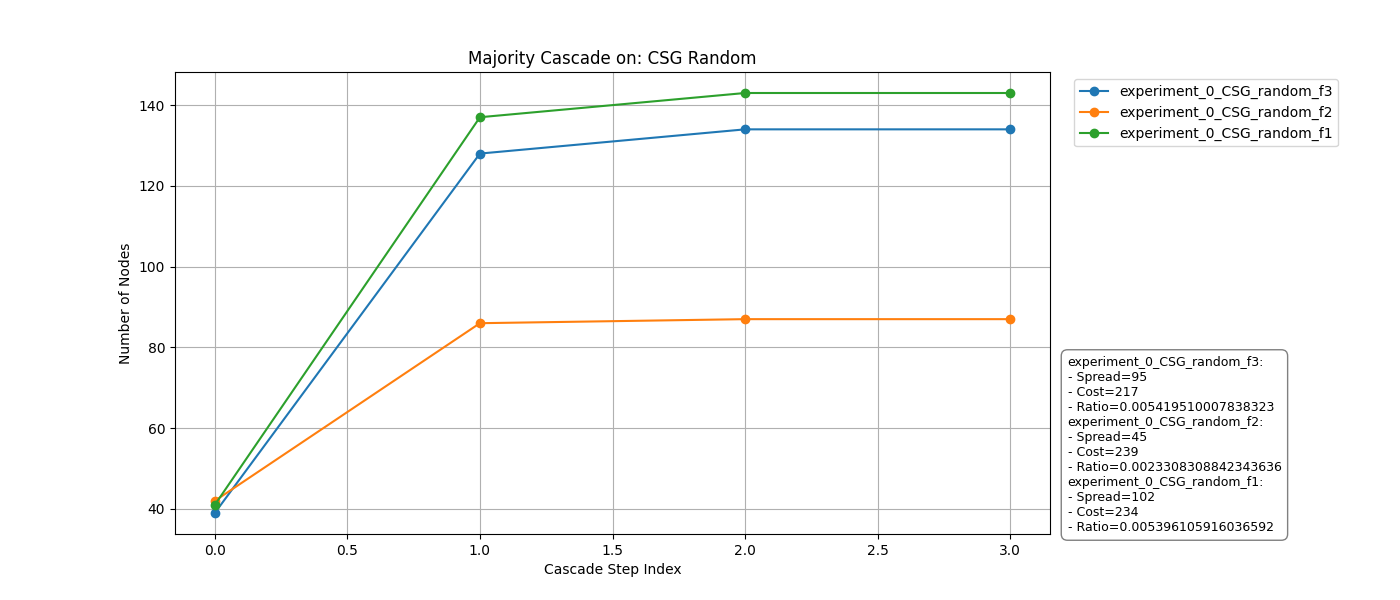 Majority Cascade on: CSG Random
experiment_0_CSG_random_f3
experiment_0_CSG_random_f2
experiment_0_CSG_random_f1
140
120
100
80
60
40
Number of Nodes
0.0 0.5 1.0 1.5 2.0 2.5 3.0
Cascade Step Index
experiment_0_CSG_random_f3:
- Spread=95
- Cost=217
- Ratio=0.005419510007838323
experiment_0_CSG_random_f2:
- Spread=45
- Cost=239
- Ratio=0.0023308308842343636
experiment_0_CSG_random_f1:
- Spread=102
- Cost=234
- Ratio=0.005396105916036592